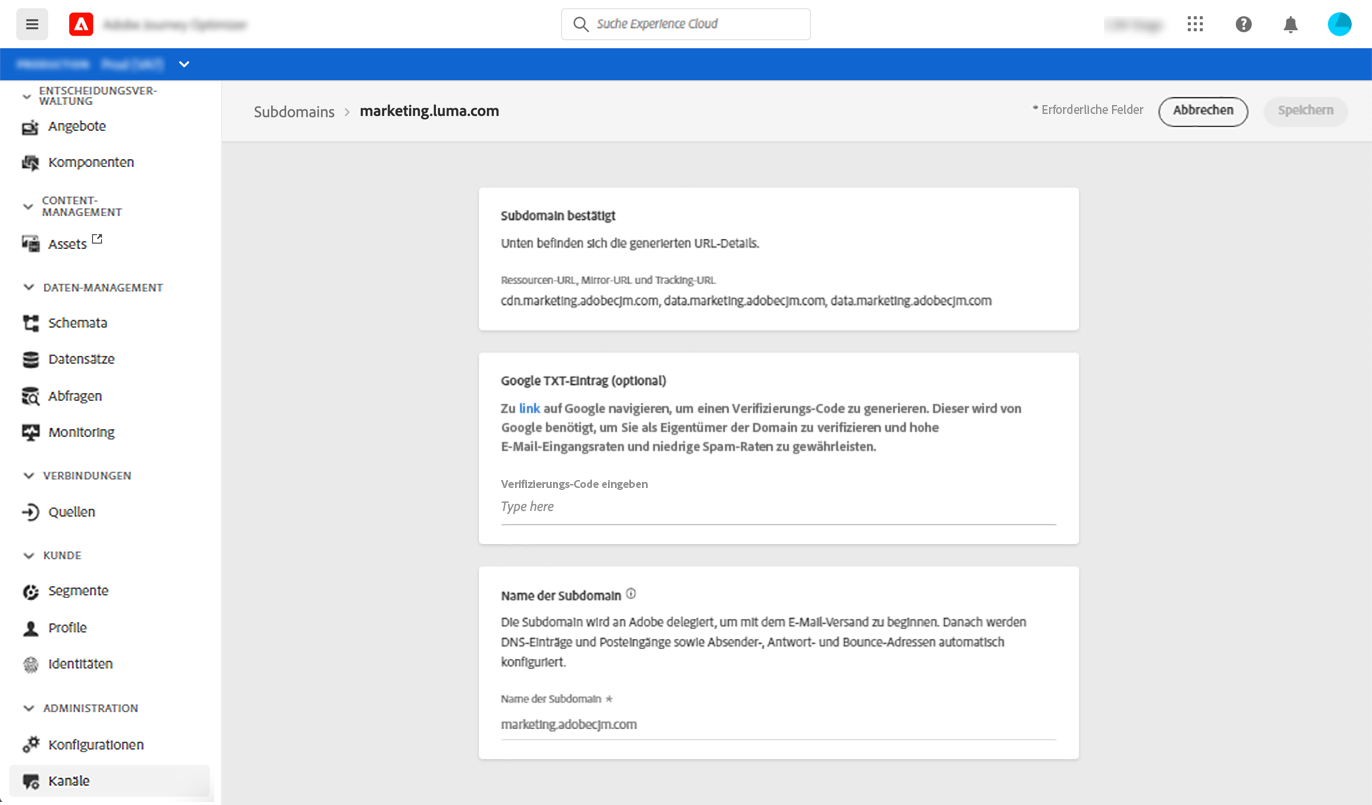 Suche Experience Cloud
ENTSCHEIDUNGSVER-
WALTUNG
Angebote
Komponenten
CONTENT-
MANAGEMENT
Assets
DATEN-MANAGEMENT
Schemata
Datensätze
Abfragen
Monitoring
VERBINDUNGEN
Quellen
KUNDE
Segmente
Profile
Identitäten
ADMINISTRATION
Konfigurationen
Kanäle
Subdomains > marketing.luma.com
* Erforderliche Felder
Abbrechen
Speichern
Subdomain bestätigt
Unten befinden sich die generierten URL-Details.
Ressourcen-URL, Mirror-URL und Tracking-URL
cdn.marketing.adobecjm.com, data.marketing.adobecjm.com, data.marketing.adobecjm.com
Google TXT-Eintrag (optional)
Zu link auf Google navigieren, um einen Verifizierungs-Code zu generieren. Dieser wird von
Google benötigt, um Sie als Eigentümer der Domain zu verifizieren und hohe
E-Mail-Eingangsraten und niedrige Spam-Raten zu gewährleisten.
Verifizierungs-Code eingeben
Type here
Name der Subdomain
Die Subdomain wird an Adobe delegiert, um mit dem E-Mail-Versand zu beginnen. Danach werden
DNS-Einträge und Posteingänge sowie Absender-, Antwort- und Bounce-Adressen automatisch
konfiguriert.
Name der Subdomain *
marketing.adobecjm.com